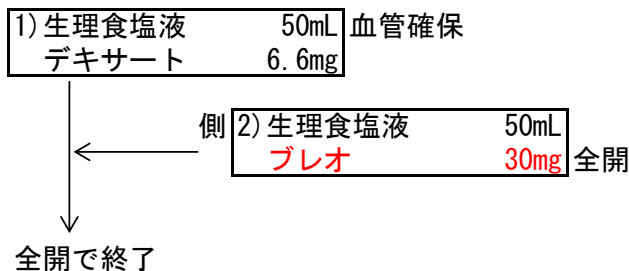 1)生理食塩液 50mL 血管確保
デキサート 6.6mg
側 2)生理食塩液 50mL
ブレオ 30mg 全開
全開で終了